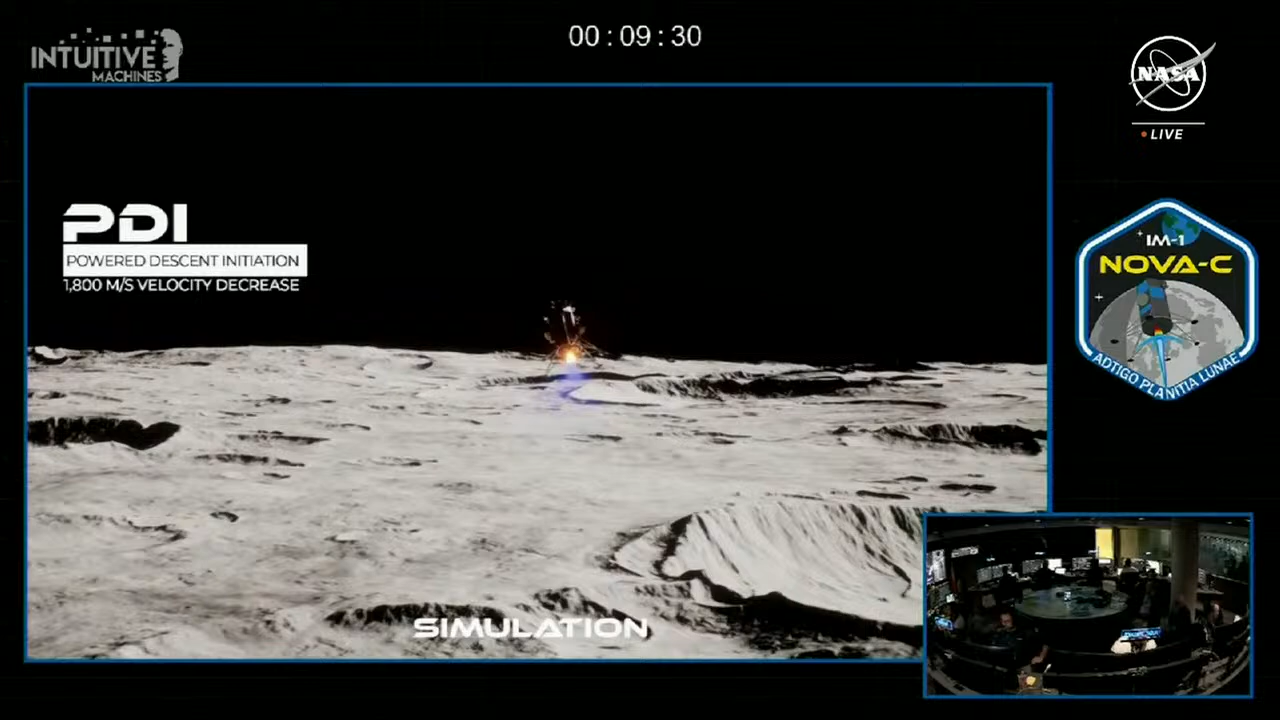 INTUITIVE
MACHINES
00:09:30
NASA
LIVE
PDI
POWERED DESCENT INITIATION
1,800 M/S VELOCITY DECREASE
IM-1
NOVA-C
ADTIGO PLANITIA LUNAE
SIMULATION